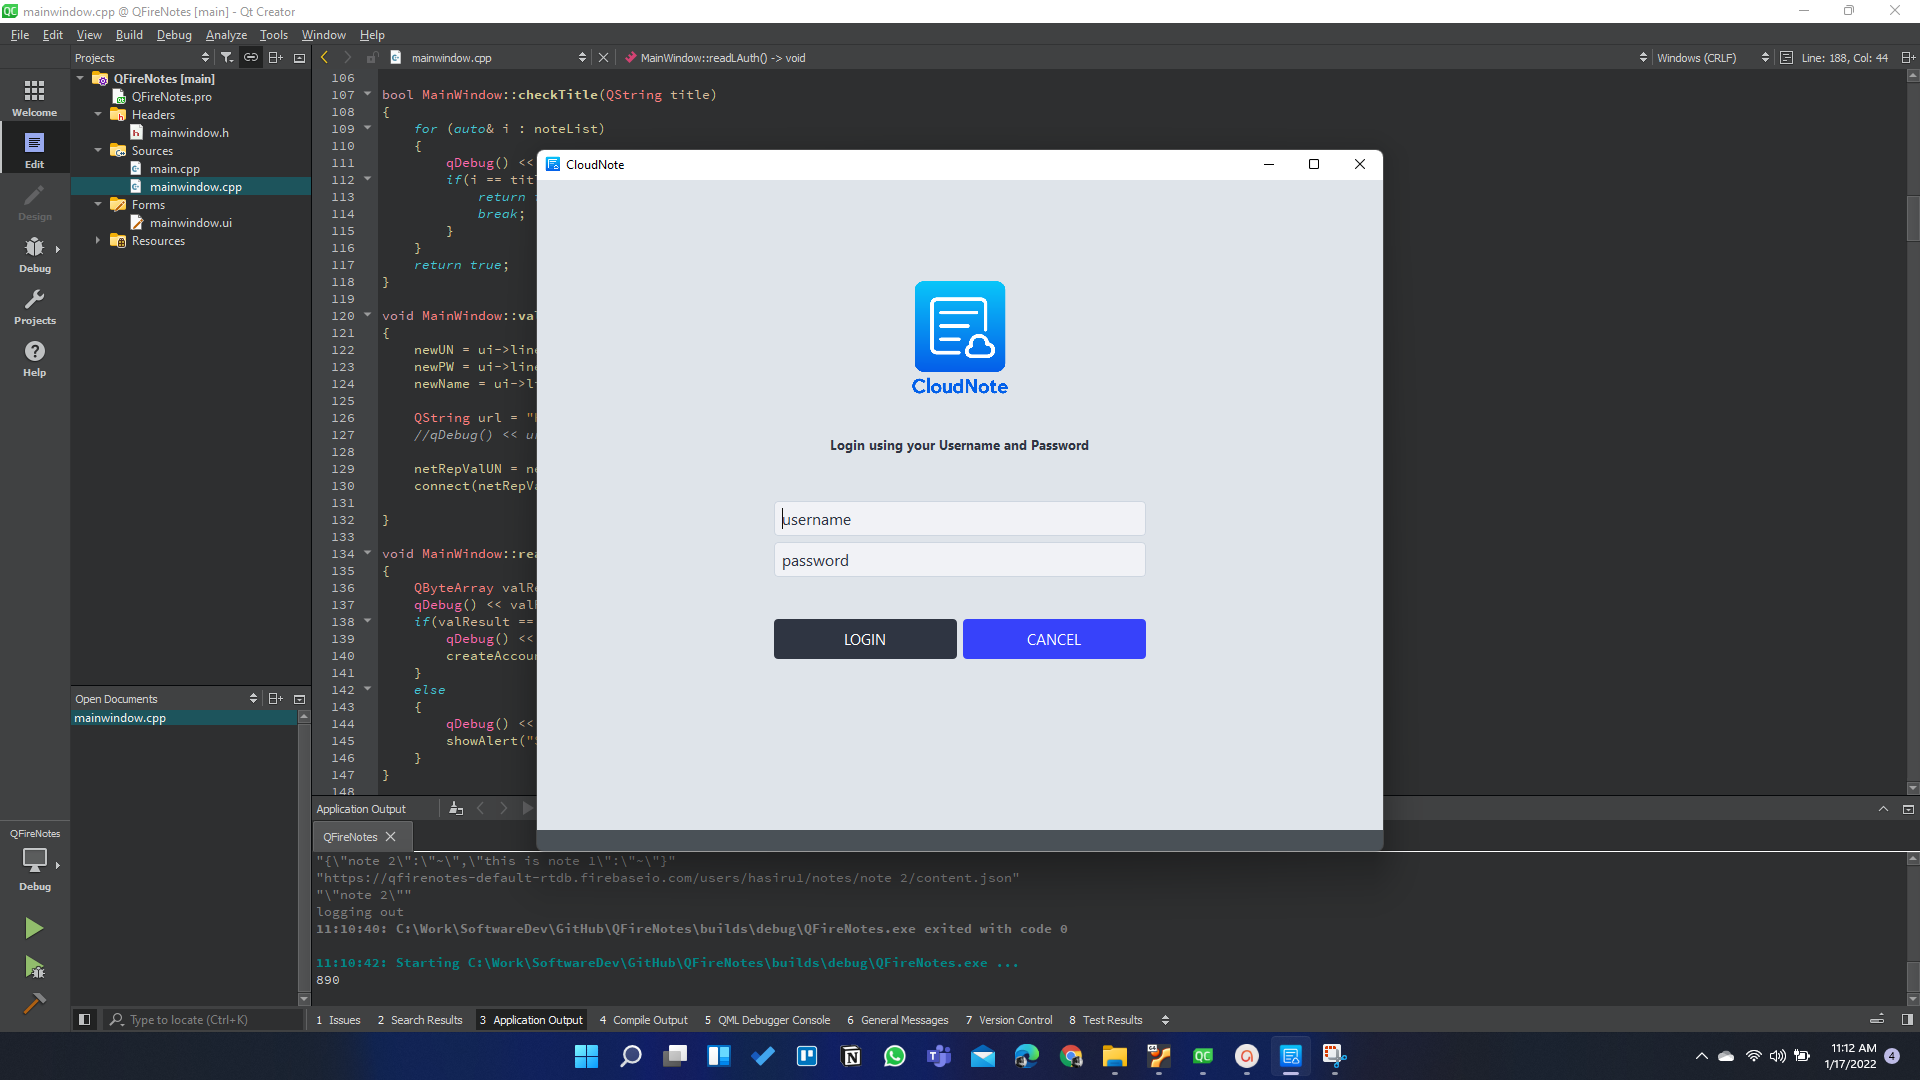 mainwindow.cpp @ QFireNotes [main] - Qt Creator
File Edit View Build Debug Analyze Tools Window Help
Projects
mainwindow.cpp
MainWindow::readLAuth() -> void
Windows (CRLF)
Line: 188, Col: 44
Welcome
Edit
Design
Debug
Projects
Help
QFireNotes [main]
QFireNotes.pro
Headers
mainwindow.h
Sources
main.cpp
mainwindow.cpp
Forms
mainwindow.ui
Resources
106
107 bool MainWindow::checkTitle(QString title)
108 {
109 for (auto& i : noteList)
110 {
111 qDebug() <<
112 if(i == tit
113 return
114 break;
115 }
116 }
117 return true;
118 }
119
120 void MainWindow::val
121 {
122 newUN = ui->line
123 newPW = ui->line
124 newName = ui->li
125
126 QString url = "
127 //qDebug() << u
128
129 netRepValUN = n
130 connect(netRepVa
131
132 }
133
134 void MainWindow::rea
135 {
136 QByteArray valRe
137 qDebug() << val
138 if(valResult ==
139 qDebug() <<
140 createAccoun
141 }
142 else
143 {
144 qDebug() <<
145 showAlert("
146 }
147 }
148
CloudNote
CloudNote
Login using your Username and Password
username
password
LOGIN
CANCEL
Open Documents
mainwindow.cpp
QFireNotes
Debug
Application Output
QFireNotes
"{\"note 2\":\"~\",\"this is note 1\":\"~\"}"
"https://qfirenotes-default-rtdb.firebaseio.com/users/hasiru1/notes/note 2/content.json"
"\"note 2\""
logging out
11:10:40: C:\Work\SoftwareDev\GitHub\QFireNotes\builds\debug\QFireNotes.exe exited with code 0
11:10:42: Starting C:\Work\SoftwareDev\GitHub\QFireNotes\builds\debug\QFireNotes.exe ...
890
Type to locate (Ctrl+K)
1 Issues 2 Search Results 3 Application Output 4 Compile Output 5 QML Debugger Console 6 General Messages 7 Version Control 8 Test Results
11:12 AM
1/17/2022
4